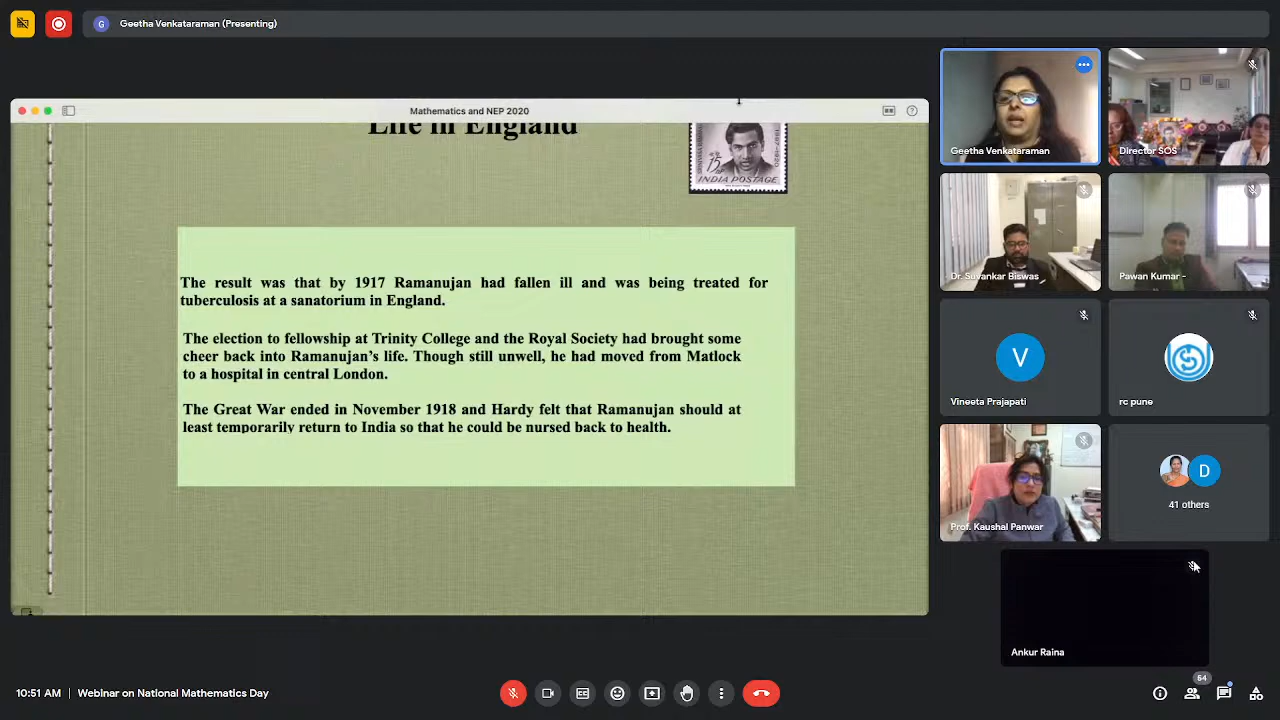 G Geetha Venkataraman (Presenting)
Mathematics and NEP 2020
Life in England
15
1887-1920
INDIA POSTAGE
The result was that by 1917 Ramanujan had fallen ill and was being treated for
tuberculosis at a sanatorium in England.
The election to fellowship at Trinity College and the Royal Society had brought some
cheer back into Ramanujan’s life. Though still unwell, he had moved from Matlock
to a hospital in central London.
The Great War ended in November 1918 and Hardy felt that Ramanujan should at
least temporarily return to India so that he could be nursed back to health.
Geetha Venkataraman
Director SOS
Dr. Suvankar Biswas
Pawan Kumar -
V
Vineeta Prajapati
rc pune
Prof. Kaushal Panwar
D
41 others
Ankur Raina
10:51 AM | Webinar on National Mathematics Day
54